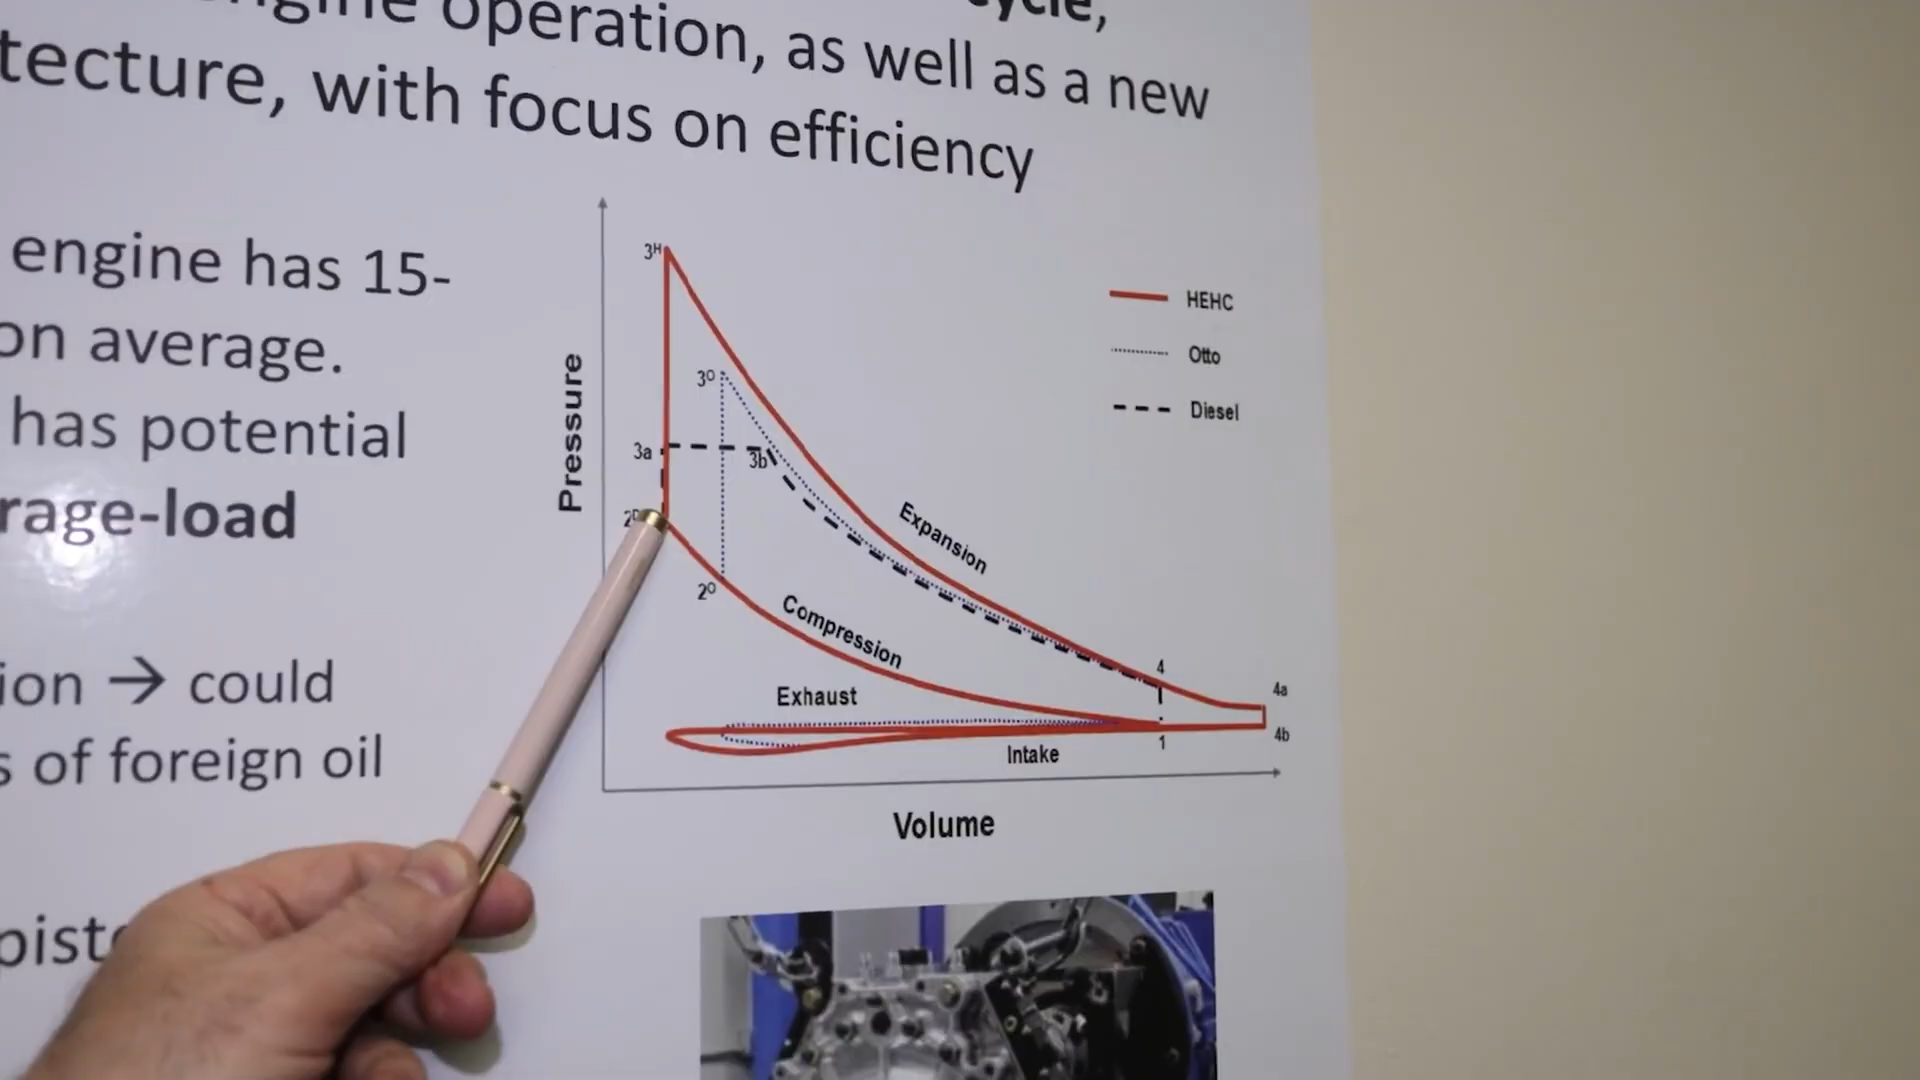 cycle,
engine operation, as well as a new
tecture, with focus on efficiency
engine has 15-
on average.
has potential
rage-load
ion → could
s of foreign oil
pist
Pressure
3H
3O
3a
3b
2O
HEHC
Otto
Diesel
Expansion
Compression
Exhaust
Intake
4
4a
4b
1
Volume